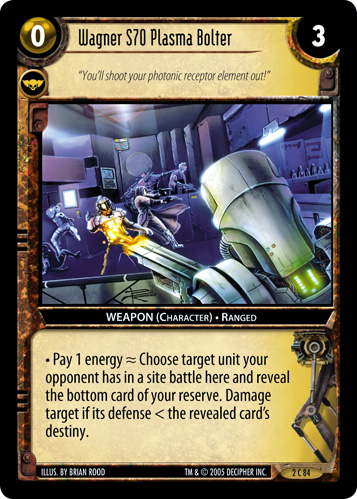 0 Wagner S70 Plasma Bolter 3
"You'll shoot your photonic receptor element out!"
WEAPON (CHARACTER) • RANGED
• Pay 1 energy ≈ Choose target unit your
opponent has in a site battle here and reveal
the bottom card of your reserve. Damage
target if its defense < the revealed card's
destiny.
ILLUS. BY BRIAN ROOD TM & © 2005 DECIPHER INC. 2 C 84